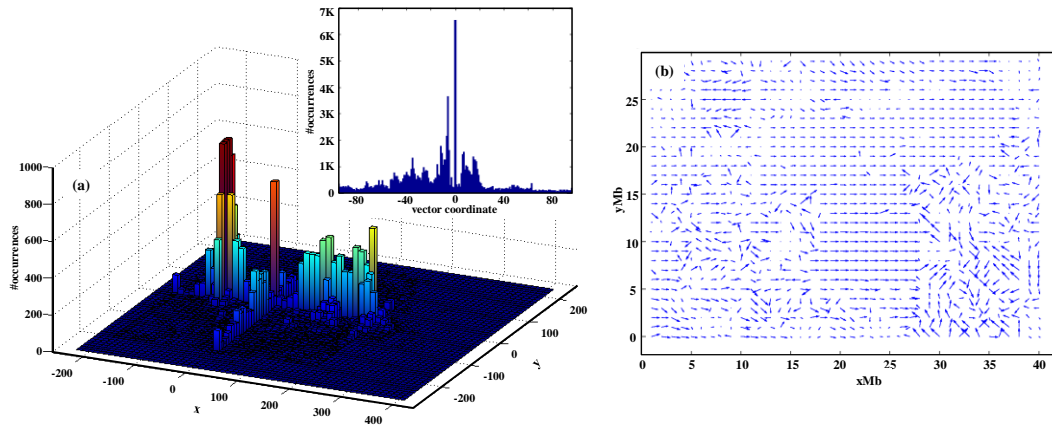 7K
6K
5K
4K
3K
2K
1K
0
#occurrences
-80 -40 0 40 80
vector coordinate
(a)
1000
800
600
400
200
0
#occurrences
-200 -100 0 100 200 300 400
x
-200 -100 0 100 200
y
(b)
25
20
15
10
5
0
yMb
0 5 10 15 20 25 30 35 40
xMb